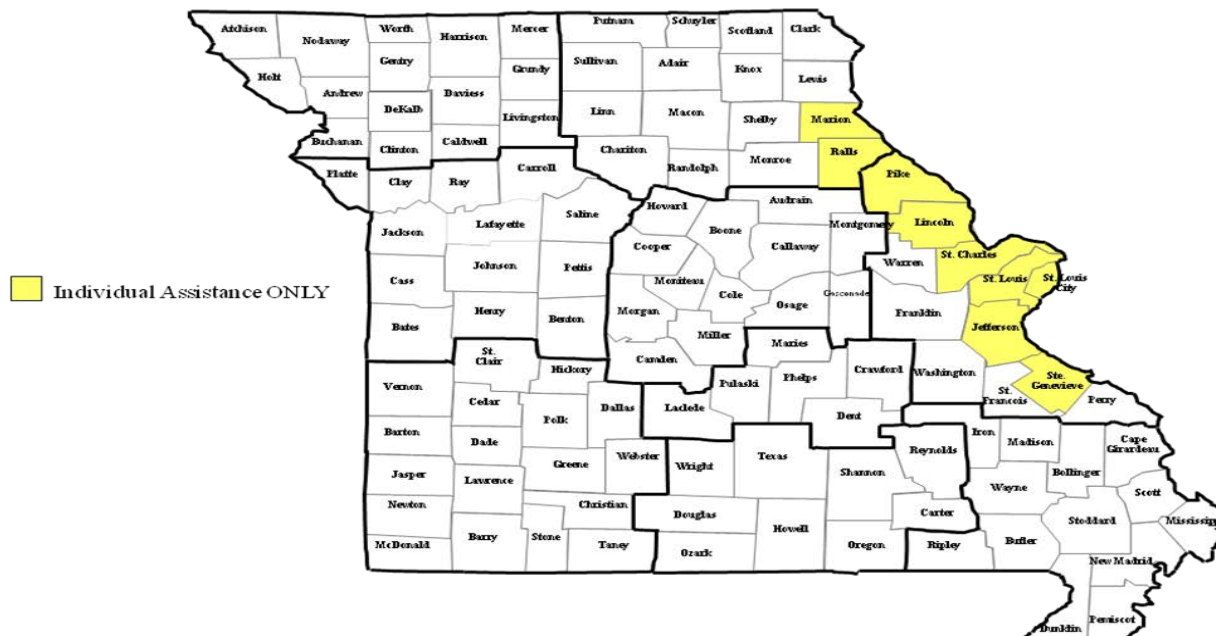 Atchison
Nodaway
Worth
Harrison
Mercer
Putnam
Schuyler
Scotland
Clark
Holt
Gentry
Grundy
Sullivan
Adair
Knox
Lewis
Andrew
DeKalb
Daviess
Livingston
Linn
Macon
Shelby
Marion
Buchanan
Clinton
Caldwell
Chariton
Randolph
Monroe
Ralls
Platte
Clay
Ray
Carroll
Pike
Jackson
Lafayette
Saline
Howard
Boone
Audrain
Montgomery
Lincoln
Cass
Johnson
Pettis
Cooper
Moniteau
Callaway
Warren
St. Charles
St. Louis
St. Louis
City
Individual Assistance ONLY
Bates
Henry
Benton
Morgan
Cole
Miller
Osage
Gasconade
Franklin
Jefferson
Camden
Maries
Vernon
St.
Clair
Hickory
Pulaski
Phelps
Crawford
Washington
St.
Francois
Ste.
Genevieve
Perry
Cedar
Polk
Dallas
Laclede
Dent
Barton
Dade
Greene
Webster
Wright
Texas
Shannon
Reynolds
Iron
Madison
Bollinger
Cape
Girardeau
Jasper
Lawrence
Newton
Christian
Douglas
Howell
Carter
Wayne
Scott
Stoddard
Mississipp
McDonald
Barry
Stone
Taney
Ozark
Oregon
Ripley
Butler
New Madrid
Dunklin
Pemiscot